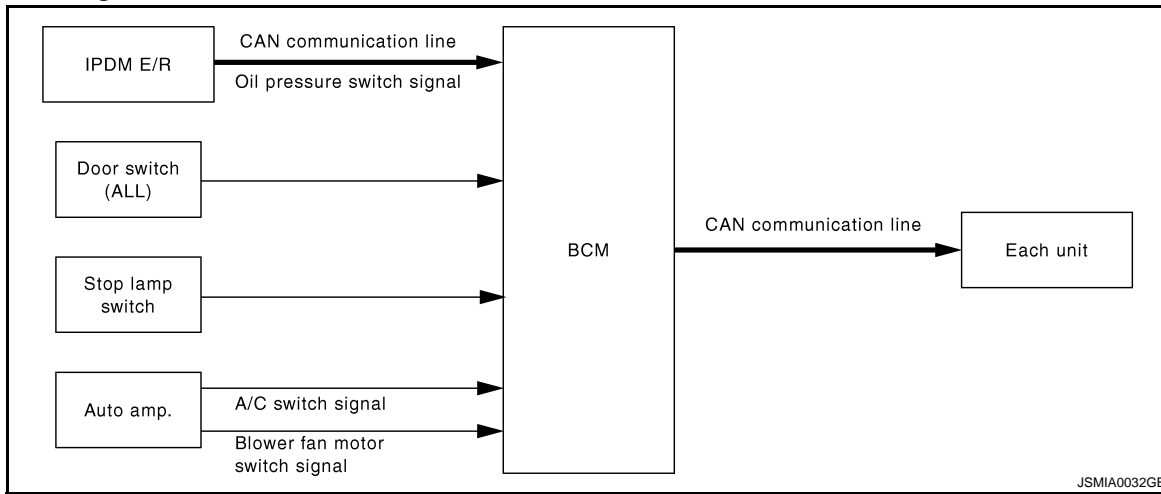 IPDM E/R
CAN communication line
Oil pressure switch signal
Door switch
(ALL)
Stop lamp
switch
Auto amp.
A/C switch signal
Blower fan motor
switch signal
BCM
CAN communication line
Each unit